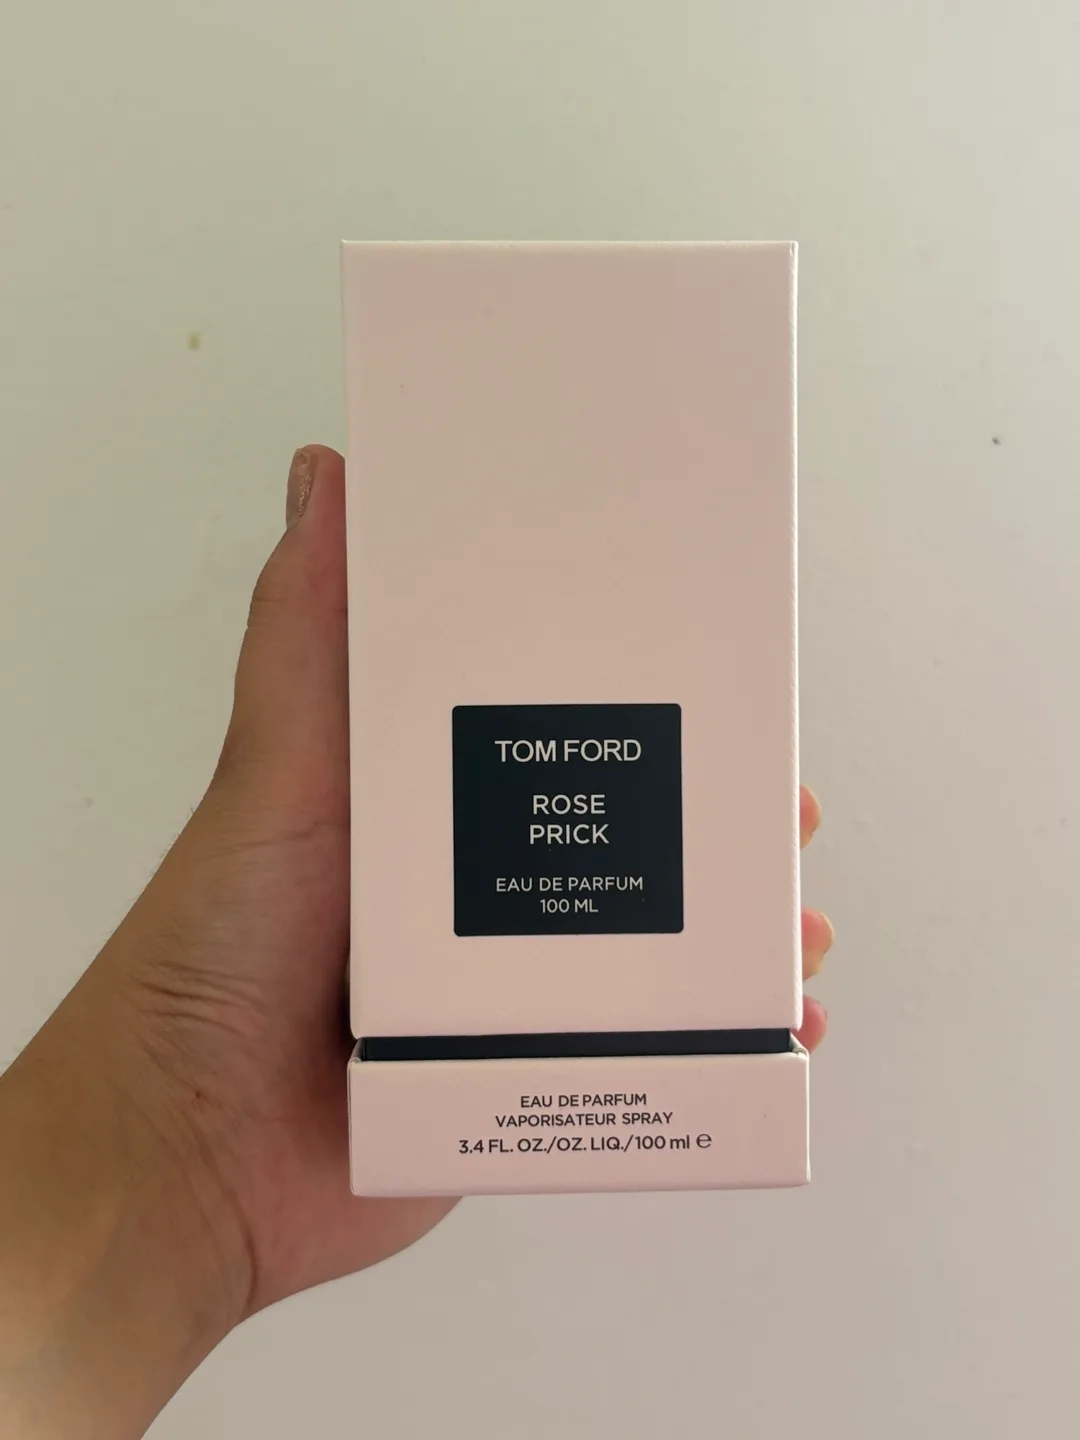 TOM FORD
ROSE
PRICK
EAU DE PARFUM
100 ML
EAU DE PARFUM
VAPORISATEUR SPRAY
3.4 FL. OZ./OZ. LIQ./100 ml ℮